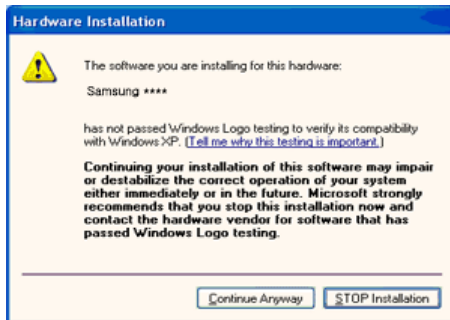 Hardware Installation
The software you are installing for this hardware:
Samsung ****
has not passed Windows Logo testing to verify its compatibility
with Windows XP. (Tell me why this testing is important.)
Continuing your installation of this software may impair
or destabilize the correct operation of your system
either immediately or in the future. Microsoft strongly
recommends that you stop this installation now and
contact the hardware vendor for software that has
passed Windows Logo testing.
Continue Anyway
STOP Installation